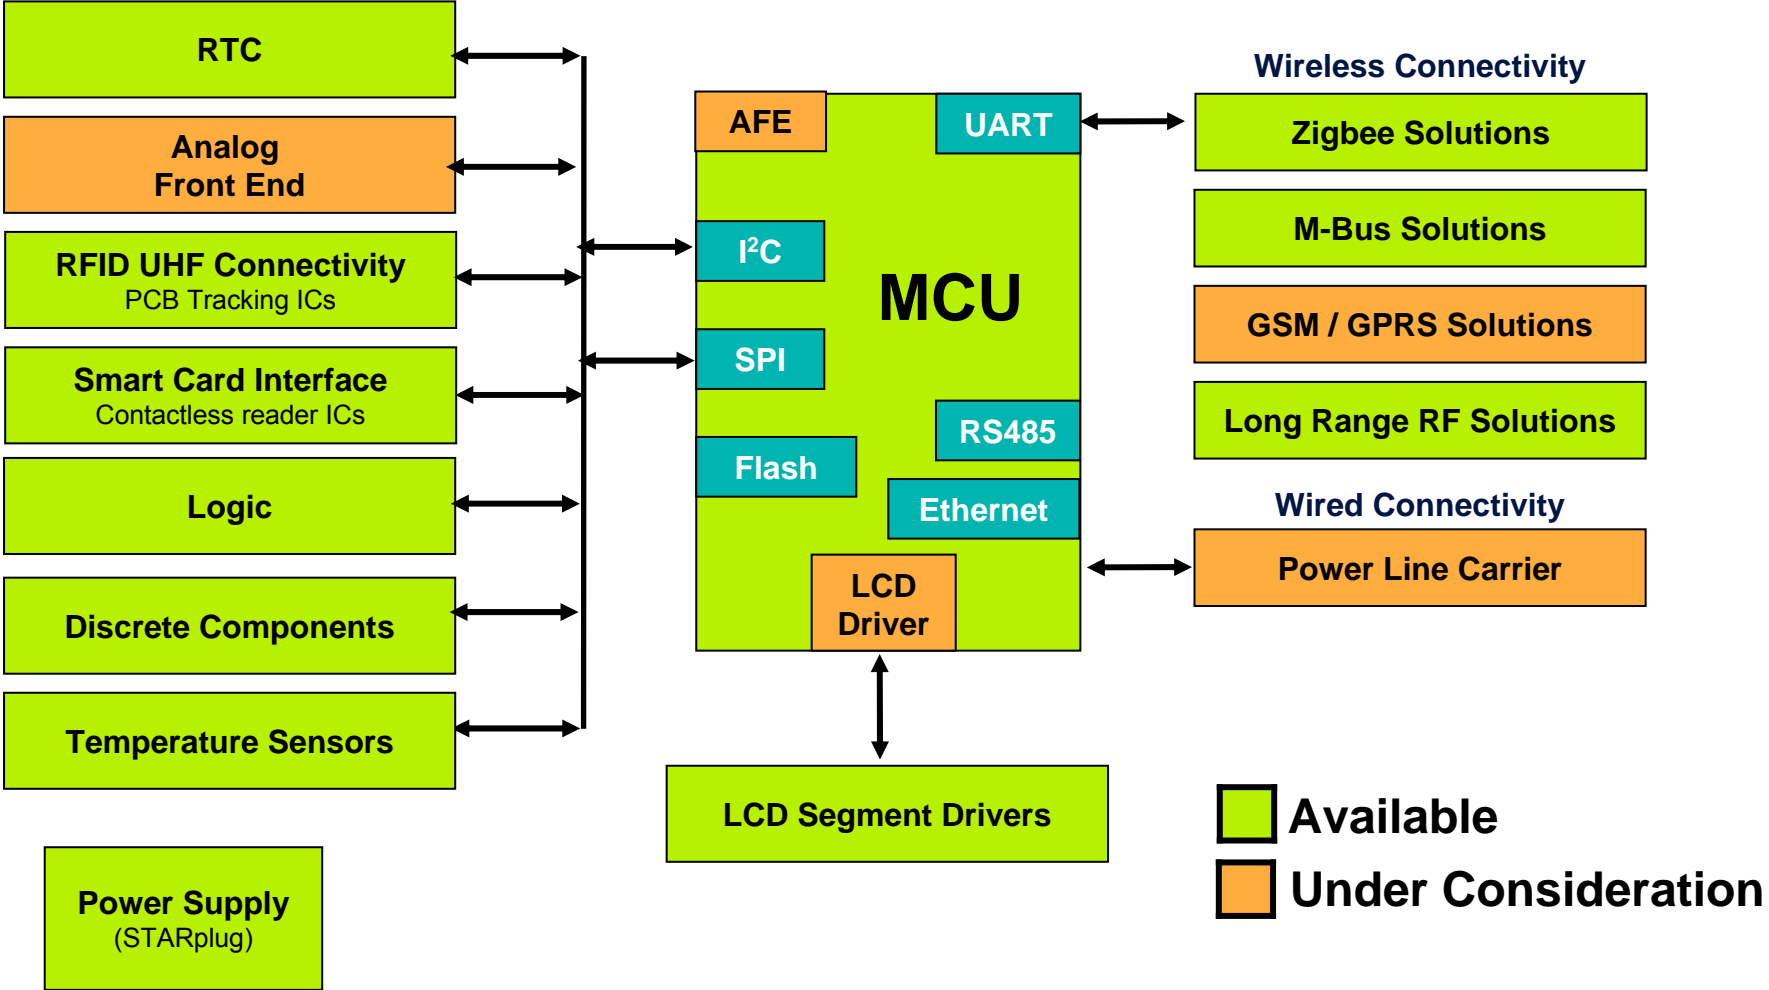 RTC
Analog
Front End
RFID UHF Connectivity
PCB Tracking ICs
Smart Card Interface
Contactless reader ICs
Logic
Discrete Components
Temperature Sensors
Power Supply
(STARplug)
AFE
UART
I²C
MCU
SPI
RS485
Flash
Ethernet
LCD
Driver
LCD Segment Drivers
Wireless Connectivity
Zigbee Solutions
M-Bus Solutions
GSM / GPRS Solutions
Long Range RF Solutions
Wired Connectivity
Power Line Carrier
Available
Under Consideration